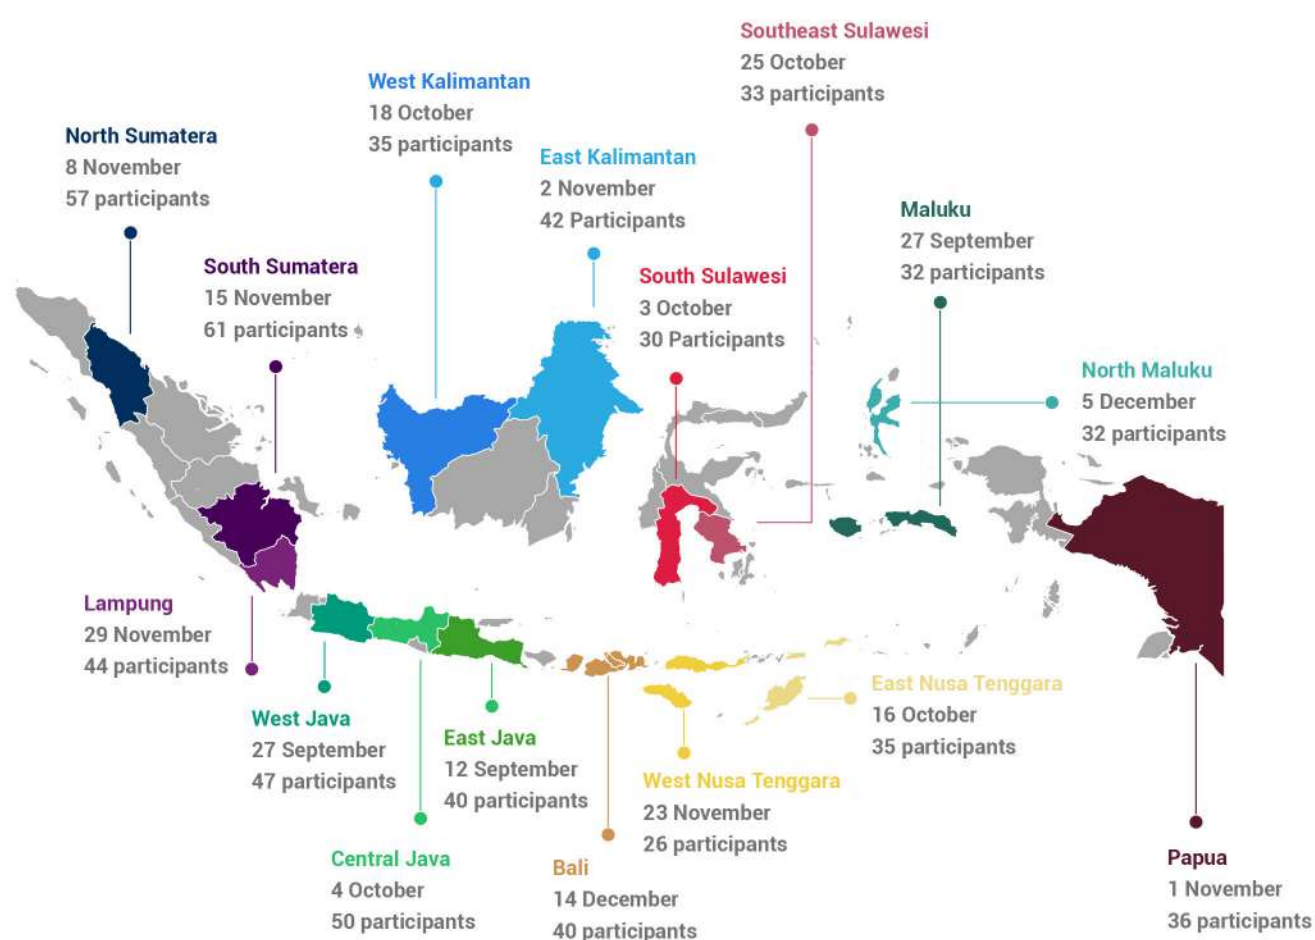 Southeast Sulawesi
25 October
33 participants
West Kalimantan
18 October
35 participants
North Sumatera
8 November
57 participants
East Kalimantan
2 November
42 Participants
Maluku
27 September
32 participants
South Sumatera
15 November
61 participants
South Sulawesi
3 October
30 Participants
North Maluku
5 December
32 participants
Lampung
29 November
44 participants
West Java
27 September
47 participants
East Java
12 September
40 participants
East Nusa Tenggara
16 October
35 participants
West Nusa Tenggara
23 November
26 participants
Central Java
4 October
50 participants
Bali
14 December
40 participants
Papua
1 November
36 participants